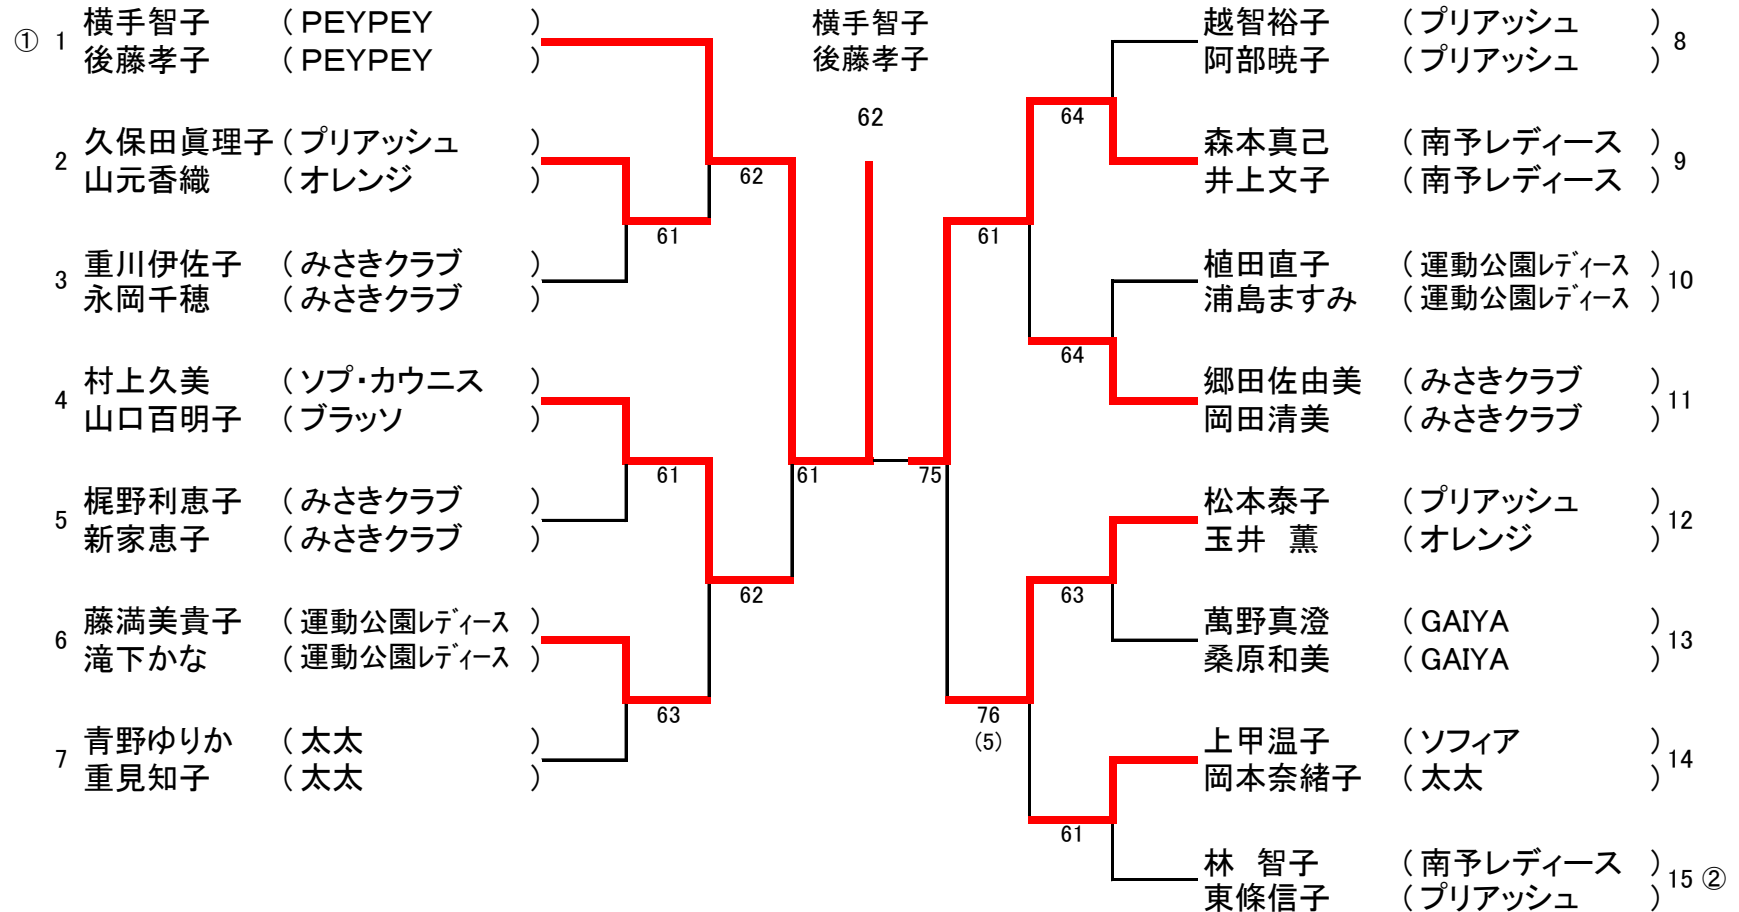 ① 1 横手智子 ( PEYPEY )
後藤孝子 ( PEYPEY )
2 久保田眞理子 ( プリアッシュ )
山元香織 ( オレンジ )
3 重川伊佐子 ( みさきクラブ )
永岡千穂 ( みさきクラブ )
4 村上久美 ( ソプ・カウニス )
山口百明子 ( ブラッソ )
5 梶野利恵子 ( みさきクラブ )
新家恵子 ( みさきクラブ )
6 藤満美貴子 ( 運動公園レディース )
滝下かな ( 運動公園レディース )
7 青野ゆりか ( 太太 )
重見知子 ( 太太 )
61
61
63
62
62
61
横手智子
後藤孝子
62
75
61
76
(5)
64
64
63
61
越智裕子 ( プリアッシュ ) 8
阿部暁子 ( プリアッシュ )
森本真己 ( 南予レディース ) 9
井上文子 ( 南予レディース )
植田直子 ( 運動公園レディース ) 10
浦島ますみ ( 運動公園レディース )
郷田佐由美 ( みさきクラブ ) 11
岡田清美 ( みさきクラブ )
松本泰子 ( プリアッシュ ) 12
玉井 薫 ( オレンジ )
萬野真澄 ( GAIYA ) 13
桑原和美 ( GAIYA )
上甲温子 ( ソフィア ) 14
岡本奈緒子 ( 太太 )
林 智子 ( 南予レディース ) 15 ②
東條信子 ( プリアッシュ )